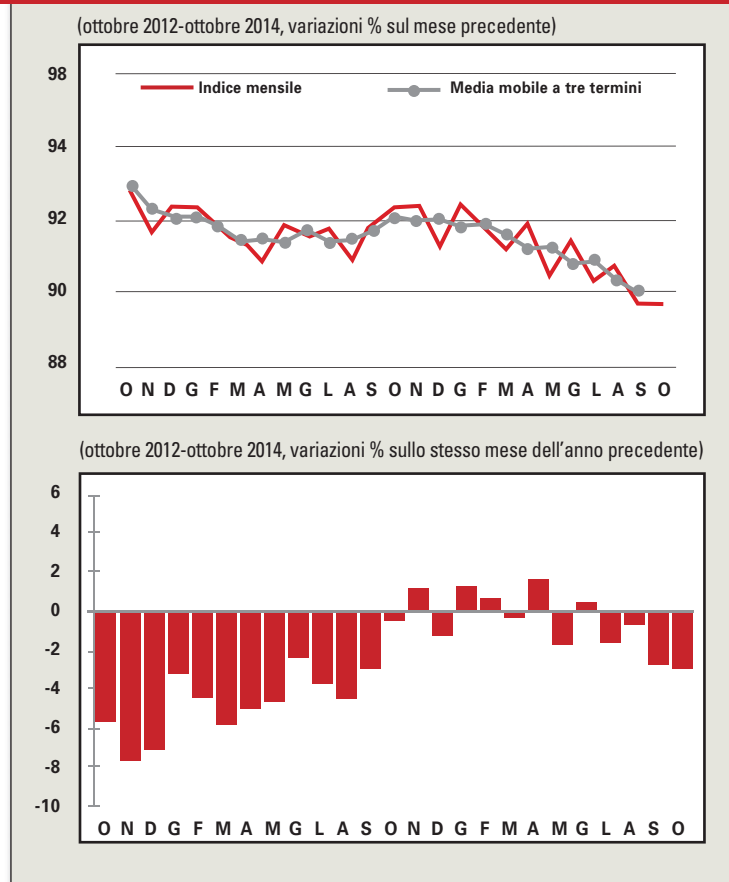 (ottobre 2012-ottobre 2014, variazioni % sul mese precedente)
98
Indice mensile
Media mobile a tre termini
94
92
90
88
O N D G F M A M G L A S O N D G F M A M G L A S O
(ottobre 2012-ottobre 2014, variazioni % sullo stesso mese dell'anno precedente)
6
4
2
0
-2
-4
-6
-8
-10
O N D G F M A M G L A S O N D G F M A M G L A S O